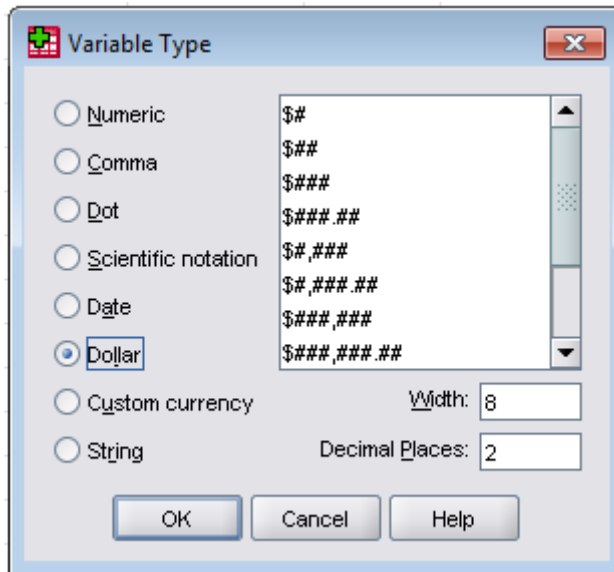 Variable Type
Numeric
Comma
Dot
Scientific notation
Date
Dollar
Custom currency
String
$#
$##
$###
$###.##
$#,###
$#,###.##
$###,###
$###,###.##
Width: 8
Decimal Places: 2
OK Cancel Help